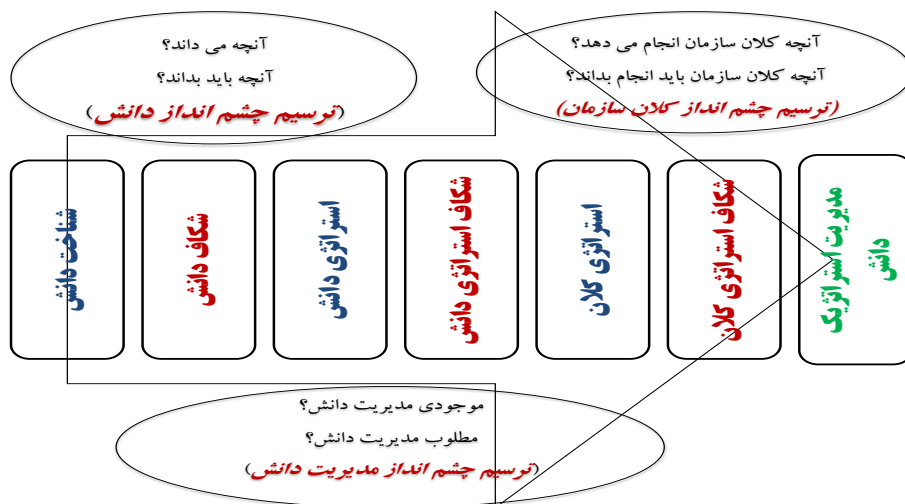 آنچه کلان سازمان انجام می دهد؟
آنچه کلان سازمان باید انجام بداند؟
(ترسیم چشم انداز کلان سازمان)
آنچه می داند؟
آنچه باید بداند؟
(ترسیم چشم انداز دانش)
مدیریت استراتژیک
دانش
شکاف استراتژی کلان
استراتژی کلان
شکاف استراتژی دانش
استراتژی دانش
شکاف دانش
شناخت دانش
موجودی مدیریت دانش؟
مطلوب مدیریت دانش؟
(ترسیم چشم انداز مدیریت دانش)